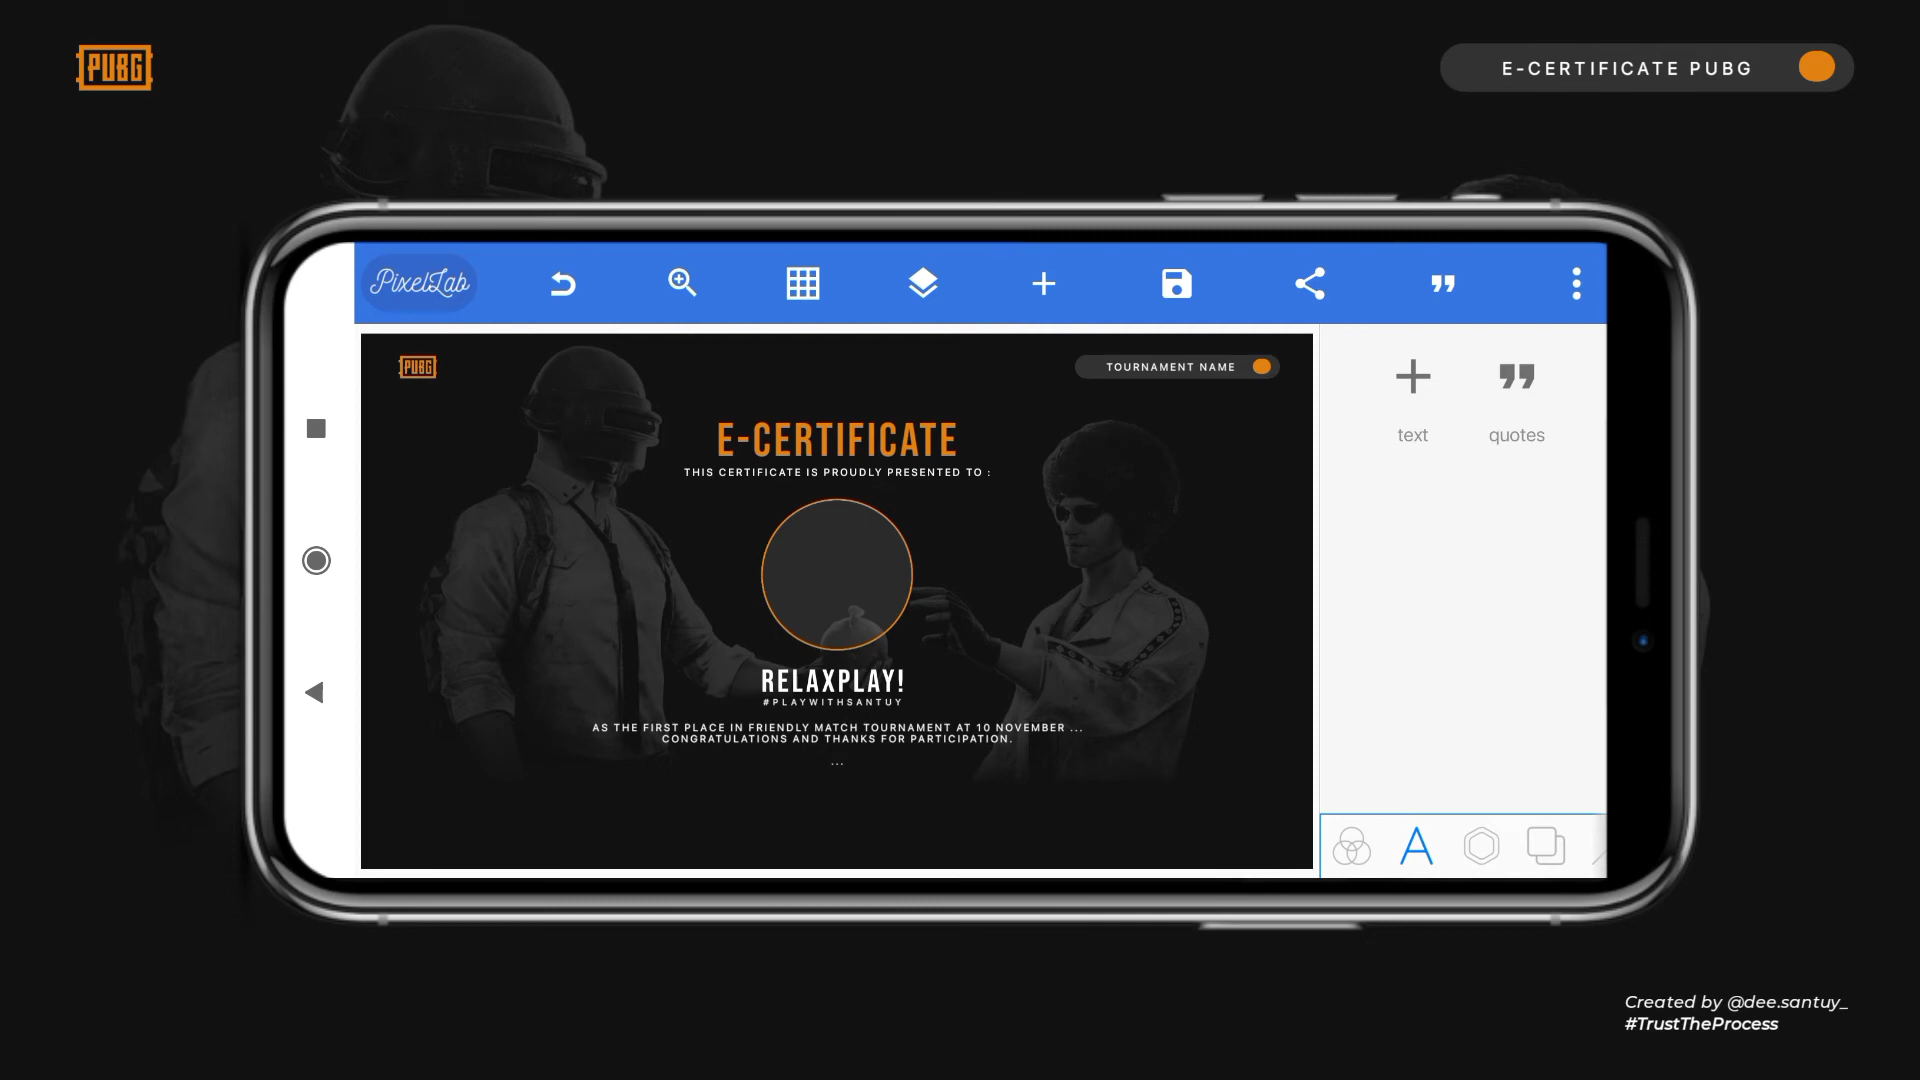 PUBG
E-CERTIFICATE PUBG
PixelLab
PUBG
TOURNAMENT NAME
E-CERTIFICATE
THIS CERTIFICATE IS PROUDLY PRESENTED TO :
RELAXPLAY!
#PLAYWITHSANTUY
AS THE FIRST PLACE IN FRIENDLY MATCH TOURNAMENT AT 10 NOVEMBER ...
CONGRATULATIONS AND THANKS FOR PARTICIPATION.
...
text
quotes
Created by @dee.santuy_
#TrustTheProcess